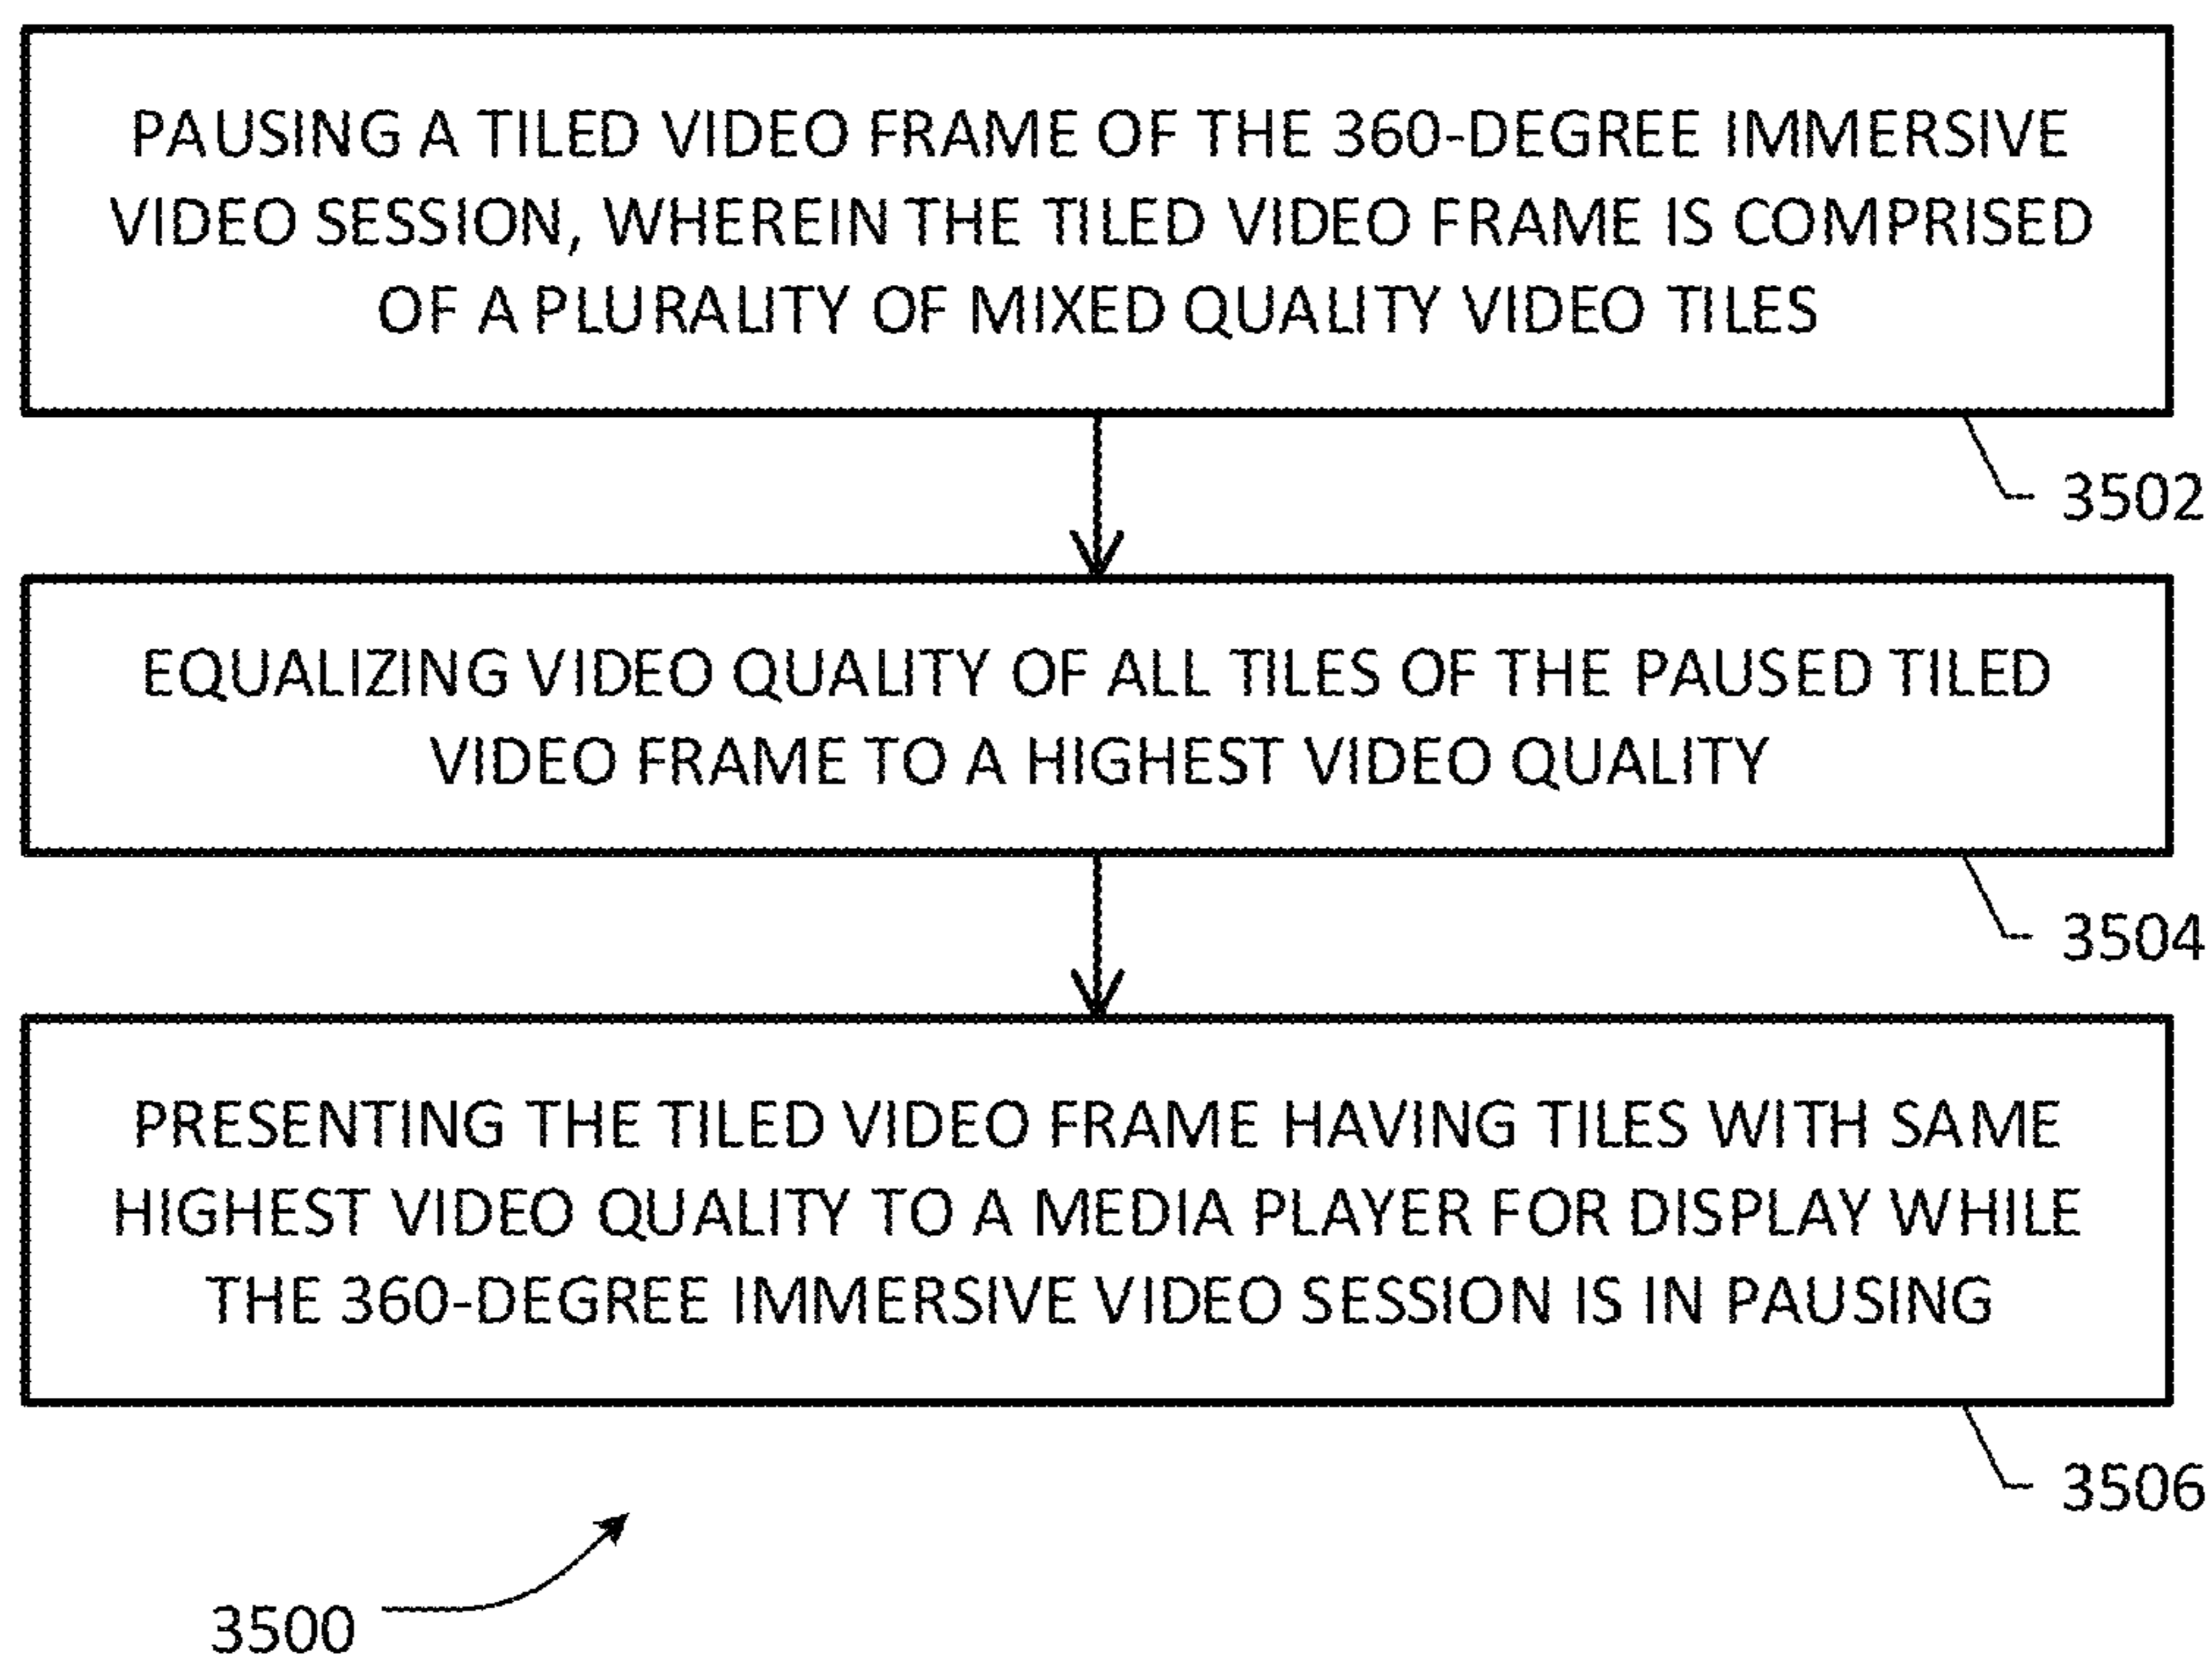 PAUSING A TILED VIDEO FRAME OF THE 360-DEGREE IMMERSIVE
VIDEO SESSION, WHEREIN THE TILED VIDEO FRAME IS COMPRISED
OF A PLURALITY OF MIXED QUALITY VIDEO TILES
3502
EQUALIZING VIDEO QUALITY OF ALL TILES OF THE PAUSED TILED
VIDEO FRAME TO A HIGHEST VIDEO QUALITY
3504
PRESENTING THE TILED VIDEO FRAME HAVING TILES WITH SAME
HIGHEST VIDEO QUALITY TO A MEDIA PLAYER FOR DISPLAY WHILE
THE 360-DEGREE IMMERSIVE VIDEO SESSION IS IN PAUSING
3506
3500